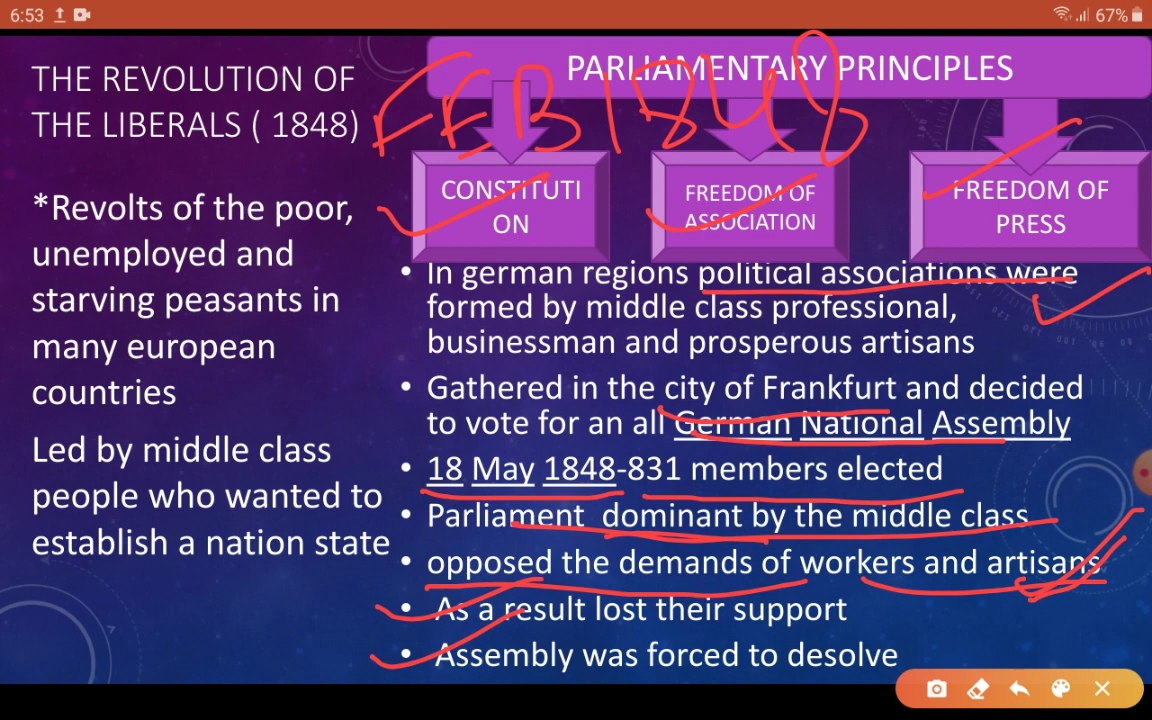 6:53
67%
THE REVOLUTION OF
THE LIBERALS ( 1848)
*Revolts of the poor,
unemployed and
starving peasants in
many european
countries
Led by middle class
people who wanted to
establish a nation state
PARLIAMENTARY PRINCIPLES
FEB 1848
CONSTITUTI
ON
FREEDOM OF
ASSOCIATION
FREEDOM OF
PRESS
• In german regions political associations were
formed by middle class professional,
businessman and prosperous artisans
• Gathered in the city of Frankfurt and decided
to vote for an all German National Assembly
• 18 May 1848-831 members elected
• Parliament dominant by the middle class
• opposed the demands of workers and artisans
• As a result lost their support
• Assembly was forced to desolve